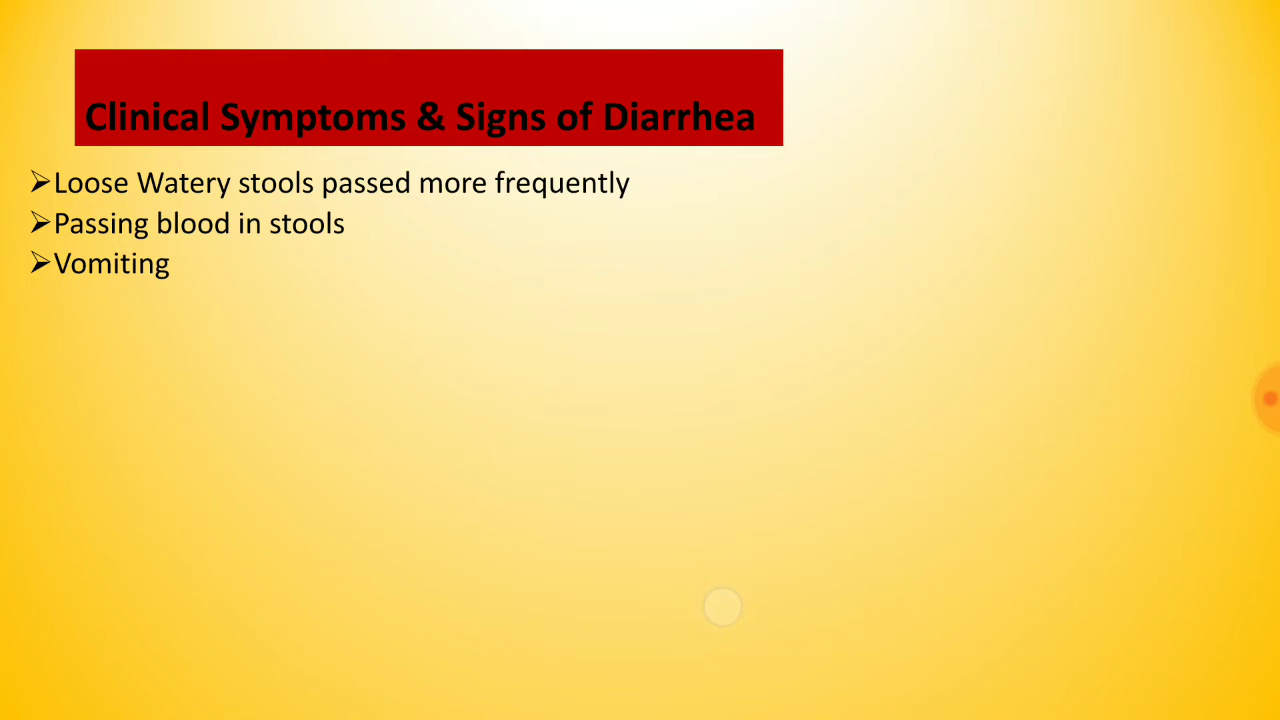 Clinical Symptoms & Signs of Diarrhea
➢Loose Watery stools passed more frequently
➢Passing blood in stools
➢Vomiting